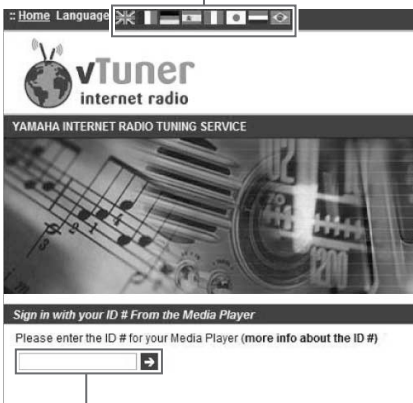 :: Home Language
vTuner
internet radio
YAMAHA INTERNET RADIO TUNING SERVICE
Sign in with your ID # From the Media Player
Please enter the ID # for your Media Player (more info about the ID #)